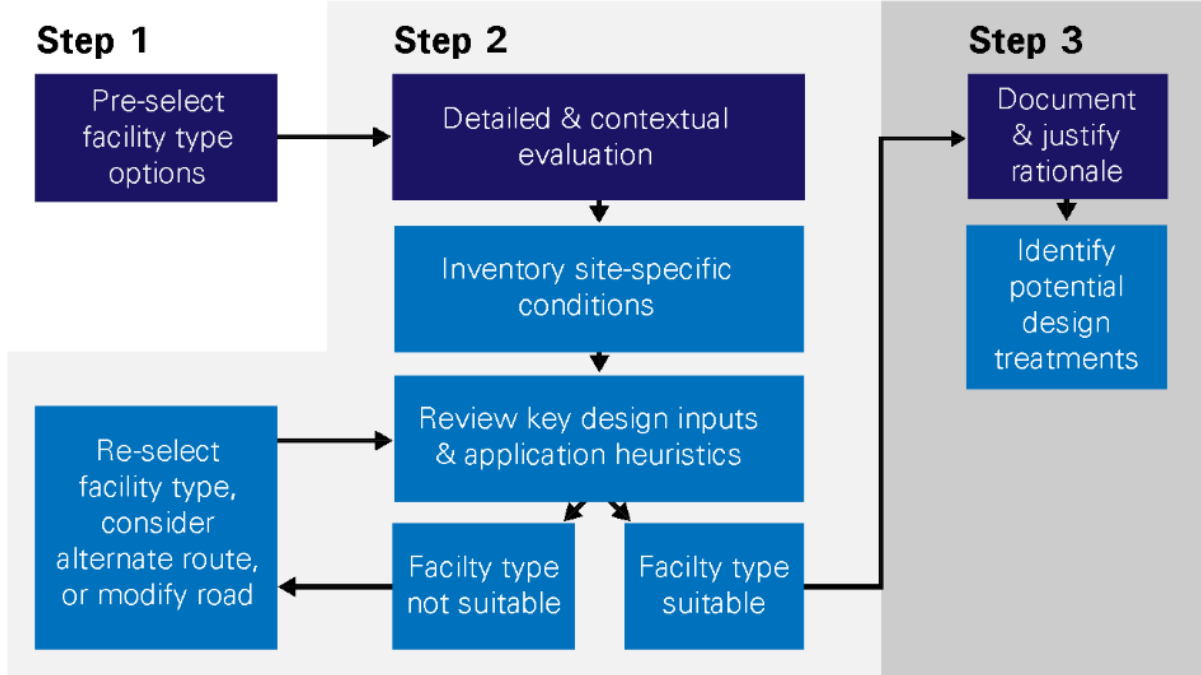 Step 1
Pre-select
facility type
options
Step 2
Detailed & contextual
evaluation
Inventory site-specific
conditions
Review key design inputs
& application heuristics
Facilty type
not suitable
Facilty type
suitable
Re-select
facility type,
consider
alternate route,
or modify road
Step 3
Document
& justify
rationale
Identify
potential
design
treatments